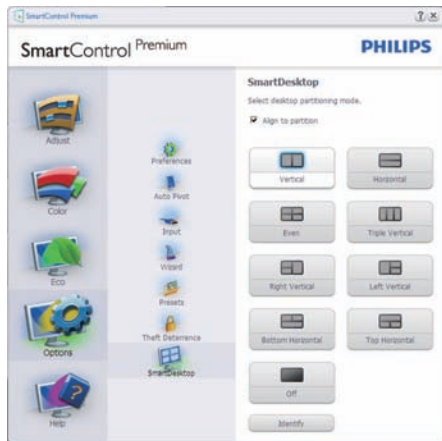 SmartControl Premium
SmartControl Premium
PHILIPS
Adjust
Color
Eco
Options
Help
Preferences
Auto Pivot
Input
Wizard
Presets
Theft Deterrence
SmartDesktop
SmartDesktop
Select desktop partitioning mode.
Align to partition
Vertical
Horizontal
Even
Triple Vertical
Right Vertical
Left Vertical
Bottom Horizontal
Top Horizontal
Off
Identify